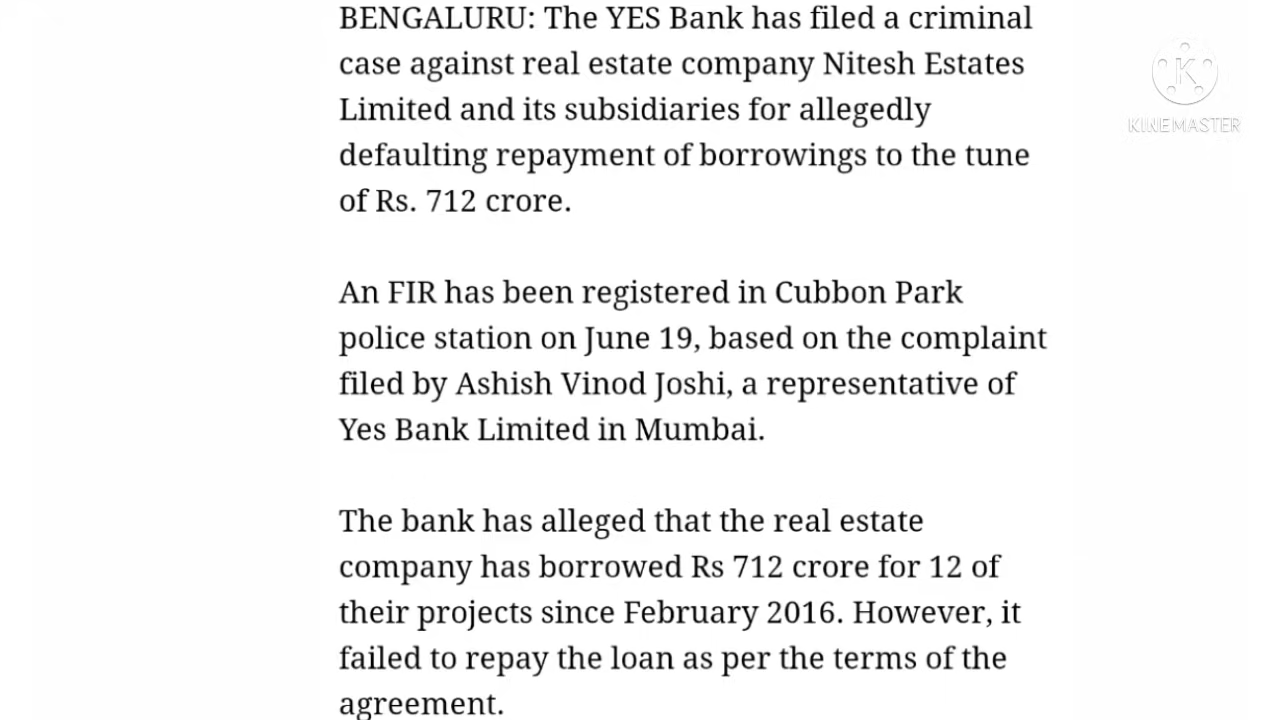 BENGALURU: The YES Bank has filed a criminal
case against real estate company Nitesh Estates
Limited and its subsidiaries for allegedly
defaulting repayment of borrowings to the tune
of Rs. 712 crore.
An FIR has been registered in Cubbon Park
police station on June 19, based on the complaint
filed by Ashish Vinod Joshi, a representative of
Yes Bank Limited in Mumbai.
The bank has alleged that the real estate
company has borrowed Rs 712 crore for 12 of
their projects since February 2016. However, it
failed to repay the loan as per the terms of the
agreement.
K
KINEMASTER